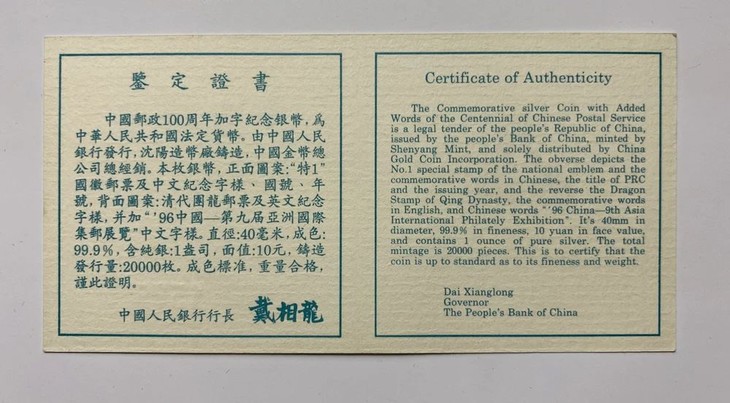 鑒定證書
中國郵政100周年加字紀念銀幣，爲
中華人民共和國法定貨幣。由中國人民
銀行發行，沈陽造幣廠鑄造，中國金幣總
公司總經銷。本枚銀幣，正面圖案：“特1”
國徽郵票及中文紀念字樣、國號、年
號，背面圖案：清代團龍郵票及英文紀念
字樣，并加“'96中國—第九屆亞洲國際
集郵展覽”中文字樣。直徑：40毫米，成色：
99.9%，含純銀：1盎司，面值：10元，鑄造
發行量：20000枚。成色標准，重量合格，
謹此證明。
中國人民銀行行長 戴相龍
Certificate of Authenticity
The Commemorative silver Coin with Added
Words of the Centennial of Chinese Postal Service
is a legal tender of the people's Republic of China,
issued by the people's Bank of China, minted by
Shenyang Mint, and solely distributed by China
Gold Coin Incorporation. The obverse depicts the
No.1 special stamp of the national emblem and the
commemorative words in Chinese, the title of PRC
and the issuing year, and the reverse the Dragon
Stamp of Qing Dynasty, the commemorative words
in English, and Chinese words "'96 China—9th Asia
International Philately Exhibition". It's 40mm in
diameter, 99.9% in fineness, 10 yuan in face value,
and contains 1 ounce of pure silver. The total
mintage is 20000 pieces. This is to certify that the
coin is up to standard as to its fineness and weight.
Dai Xianglong
Governor
The People's Bank of China